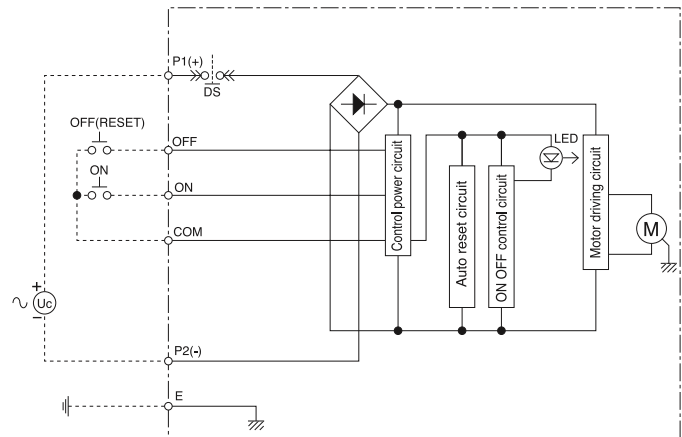 P1(+)
DS
OFF(RESET)
OFF
LED
ON
ON
COM
Control power circuit
Auto reset circuit
ON OFF control circuit
Motor driving circuit
M
+
Uc
−
P2(-)
E